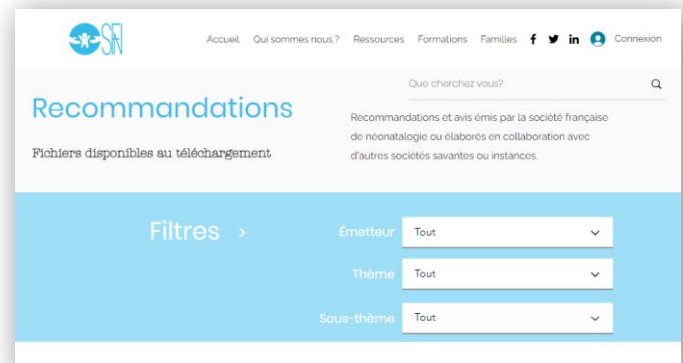 SFN
Accueil Qui sommes nous ? Ressources Formations Familles f in Connexion
Que cherchez vous?
Recommandations
Fichiers disponibles au téléchargement
Recommandations et avis émis par la société française
de néonatalogie ou élaborés en collaboration avec
d'autres sociétés savantes ou instances.
Filtres >
Émetteur Tout
Thème Tout
Sous-thème Tout